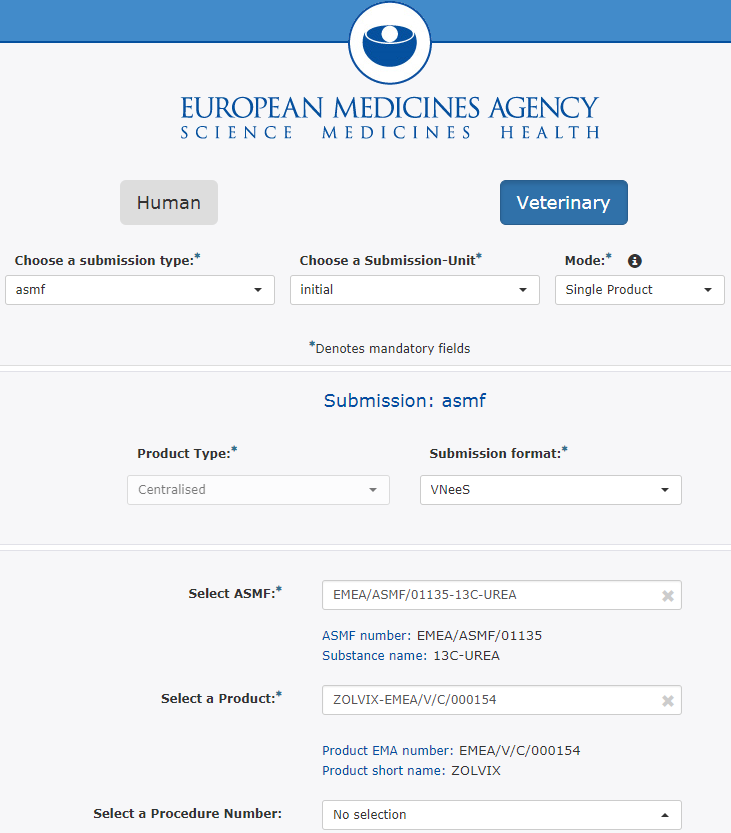 EUROPEAN MEDICINES AGENCY
SCIENCE MEDICINES HEALTH
Human Veterinary
Choose a submission type:* Choose a Submission-Unit* Mode:*
asmf initial Single Product
*Denotes mandatory fields
Submission: asmf
Product Type:* Submission format:*
Centralised VNeeS
Select ASMF:* EMEA/ASMF/01135-13C-UREA
ASMF number: EMEA/ASMF/01135
Substance name: 13C-UREA
Select a Product:* ZOLVIX-EMEA/V/C/000154
Product EMA number: EMEA/V/C/000154
Product short name: ZOLVIX
Select a Procedure Number: No selection